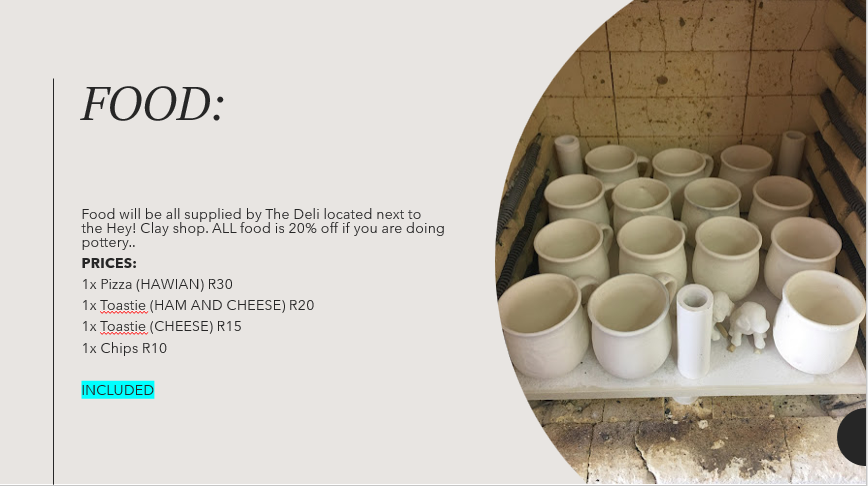 FOOD:
Food will be all supplied by The Deli located next to
the Hey! Clay shop. ALL food is 20% off if you are doing
pottery..
PRICES:
1x Pizza (HAWIAN) R30
1x Toastie (HAM AND CHEESE) R20
1x Toastie (CHEESE) R15
1x Chips R10
INCLUDED